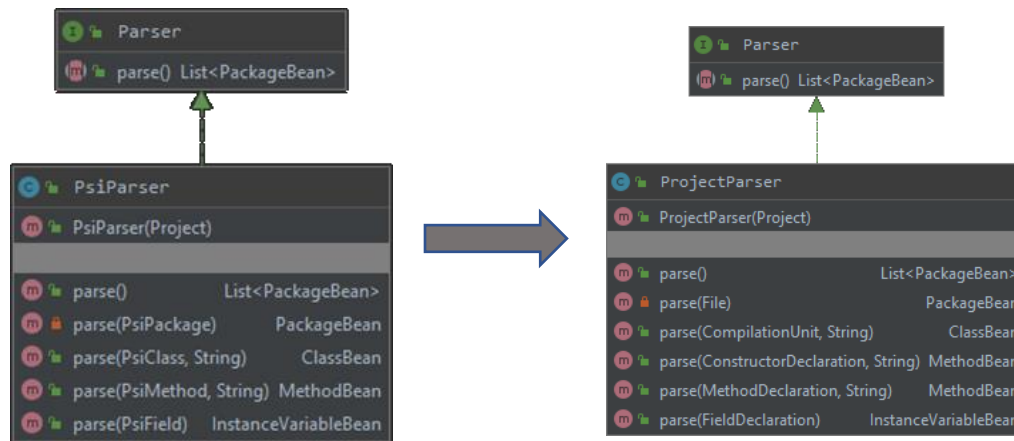 Parser
parse() List<PackageBean>
PsiParser
PsiParser(Project)
parse() List<PackageBean>
parse(PsiPackage) PackageBean
parse(PsiClass, String) ClassBean
parse(PsiMethod, String) MethodBean
parse(PsiField) InstanceVariableBean
Parser
parse() List<PackageBean>
ProjectParser
ProjectParser(Project)
parse() List<PackageBean>
parse(File) PackageBean
parse(CompilationUnit, String) ClassBean
parse(ConstructorDeclaration, String) MethodBean
parse(MethodDeclaration, String) MethodBean
parse(FieldDeclaration) InstanceVariableBean